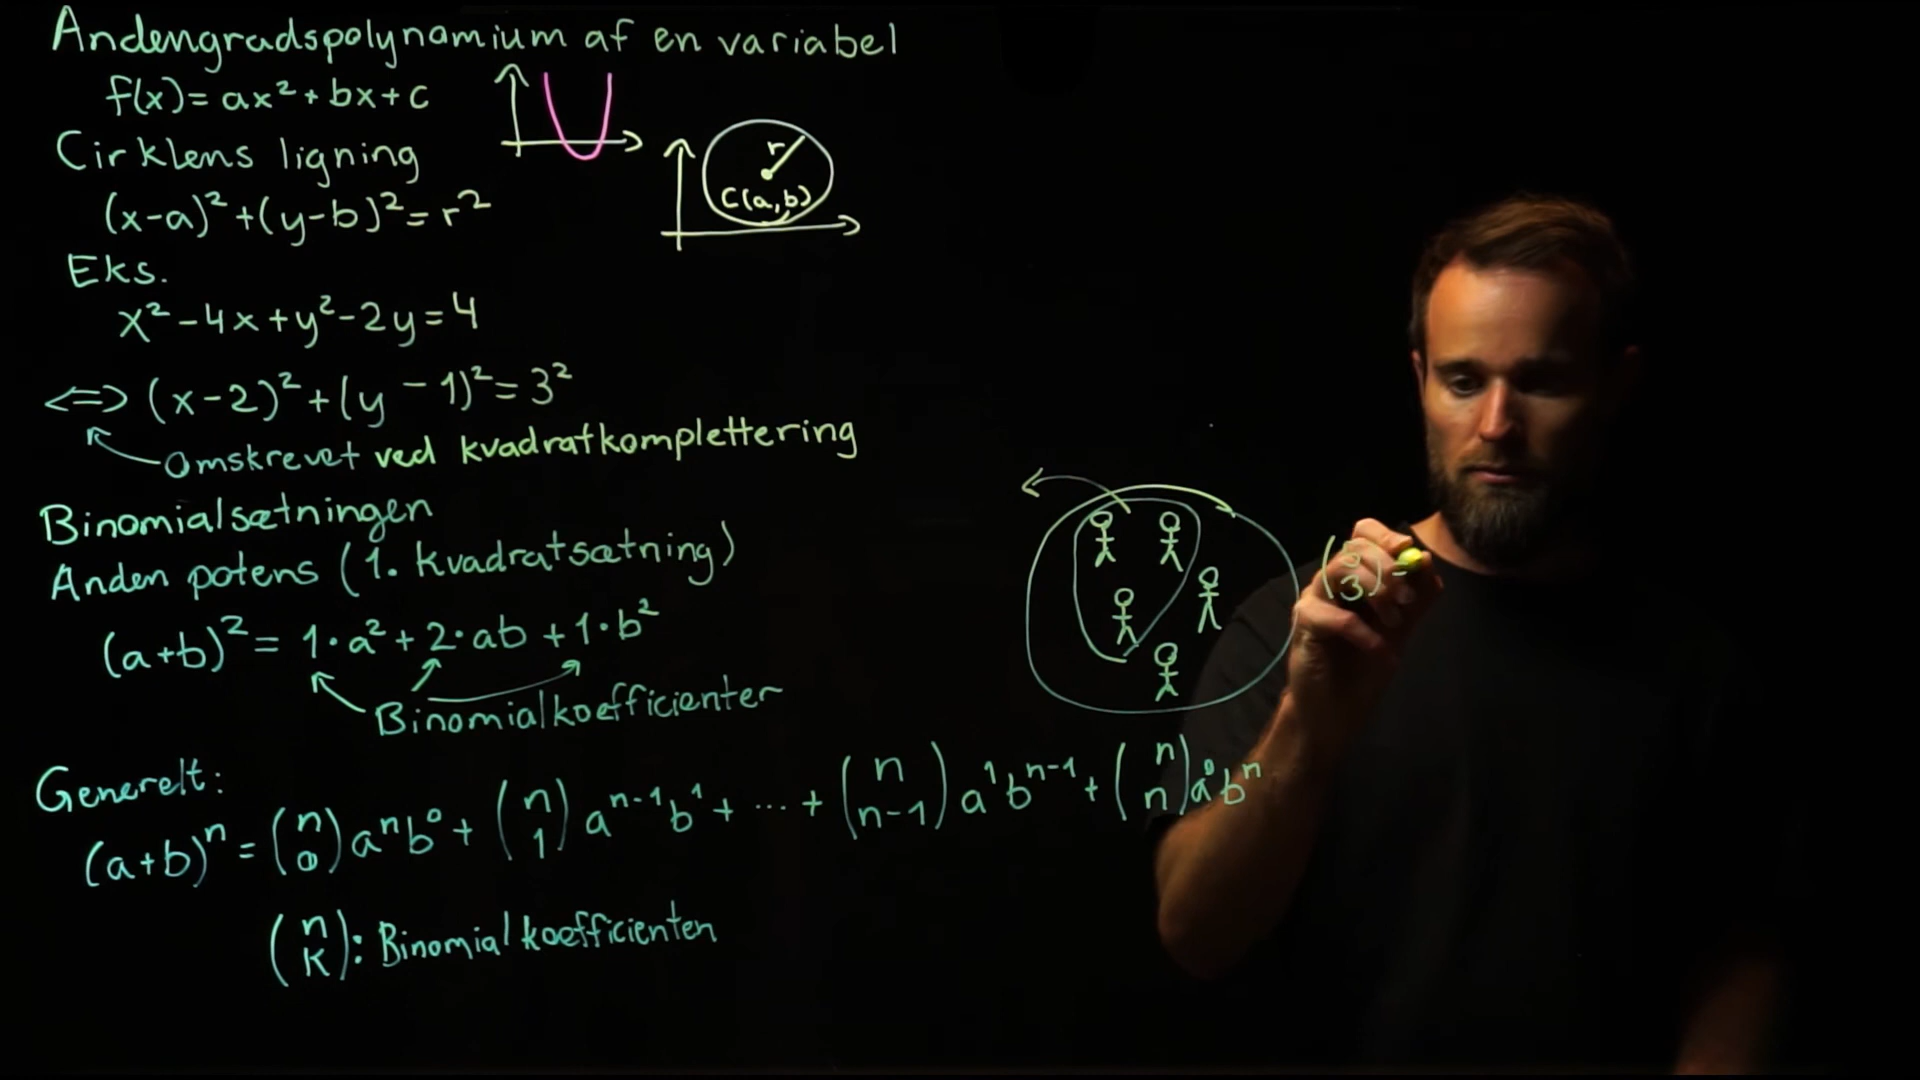 Andengradspolynomium af en variabel
f(x)= ax²+bx+c
Cirklens ligning
r
C(a,b)
(x-a)²+(y-b)²=r²
Eks.
x²-4x+y²-2y=4
⟺ (x-2)²+(y-1)²=3²
Omskrevet ved kvadratkomplettering
Binomialsætningen
Anden potens (1. kvadratsætning)
(a+b)²= 1·a²+2·ab+1·b²
Binomialkoefficienter
Generelt:
(a+b)ⁿ = (n 0) aⁿb⁰ + (n 1) aⁿ⁻¹b¹ + ... + (n n-1) a¹bⁿ⁻¹ + (n n) a⁰bⁿ
(n K): Binomialkoefficienten